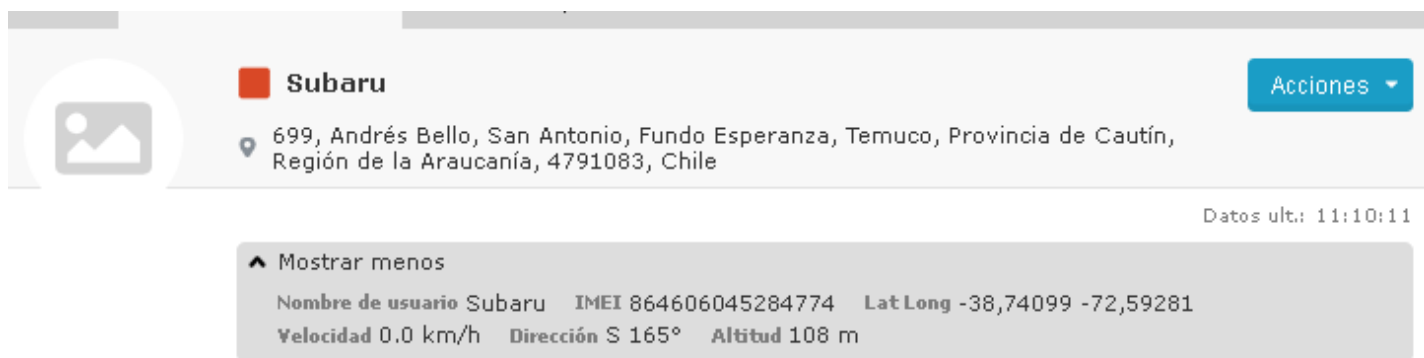 Subaru
Acciones
699, Andrés Bello, San Antonio, Fundo Esperanza, Temuco, Provincia de Cautín,
Región de la Araucanía, 4791083, Chile
Datos ult.: 11:10:11
Mostrar menos
Nombre de usuario Subaru IMEI 864606045284774 Lat Long -38,74099 -72,59281
Velocidad 0.0 km/h Dirección S 165° Altitud 108 m